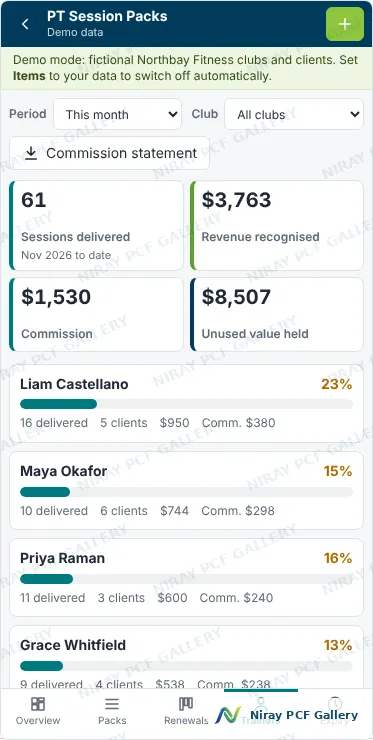 PT Session Packs
Demo data
Demo mode: fictional Northbay Fitness clubs and clients. Set
Items to your data to switch off automatically.
Period This month Club All clubs
Commission statement
61
Sessions delivered
Nov 2026 to date
$3,763
Revenue recognised
$1,530
Commission
$8,507
Unused value held
Liam Castellano 23%
16 delivered 5 clients $950 Comm. $380
Maya Okafor 15%
10 delivered 6 clients $744 Comm. $298
Priya Raman 16%
11 delivered 3 clients $600 Comm. $240
Grace Whitfield 13%
9 delivered 4 clients $538 Comm. $238
Overview Packs Renewals
Niray PCF Gallery
NIRAY PCF GALLERY